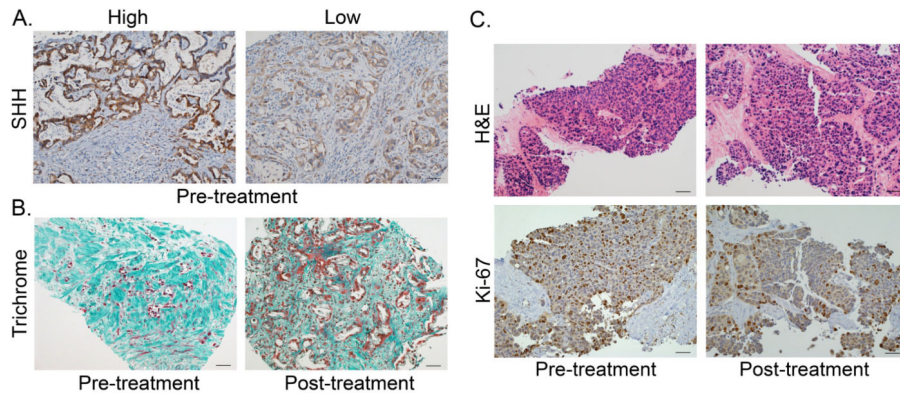 A.
High
Low
SHH
Pre-treatment
B.
Trichrome
Pre-treatment
Post-treatment
C.
H&E
Ki-67
Pre-treatment
Post-treatment